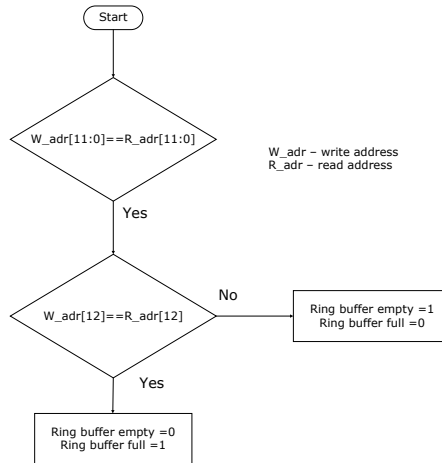 Start
W_adr[11:0]==R_adr[11:0]
W_adr – write address
R_adr – read address
Yes
W_adr[12]==R_adr[12]
No
Ring buffer empty =1
Ring buffer full =0
Yes
Ring buffer empty =0
Ring buffer full =1